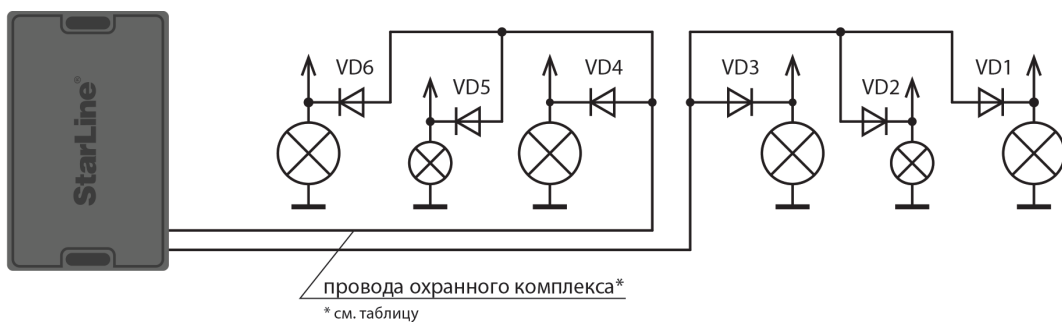 StarLine®
VD6
VD5
VD4
VD3
VD2
VD1
провода охранного комплекса*
* см. таблицу